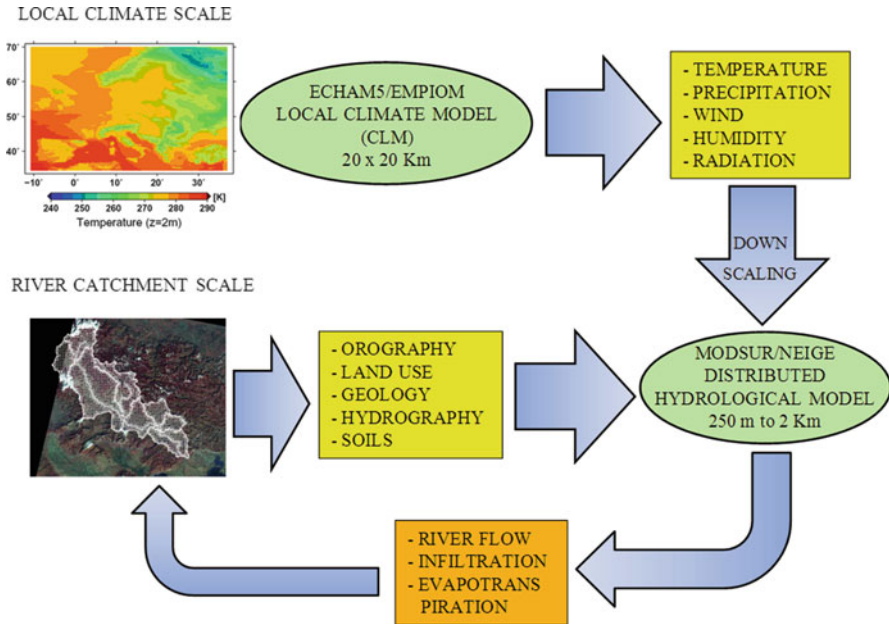 LOCAL CLIMATE SCALE
70˚
60˚
50˚
40˚
−10˚ 0˚ 10˚ 20˚ 30˚
[K]
240 250 260 270 280 290
Temperature (z=2m)
ECHAM5/EMPIOM
LOCAL CLIMATE MODEL
(CLM)
20 x 20 Km
- TEMPERATURE
- PRECIPITATION
- WIND
- HUMIDITY
- RADIATION
DOWN
SCALING
RIVER CATCHMENT SCALE
- OROGRAPHY
- LAND USE
- GEOLOGY
- HYDROGRAPHY
- SOILS
MODSUR/NEIGE
DISTRIBUTED
HYDROLOGICAL MODEL
250 m to 2 Km
- RIVER FLOW
- INFILTRATION
- EVAPOTRANS
PIRATION